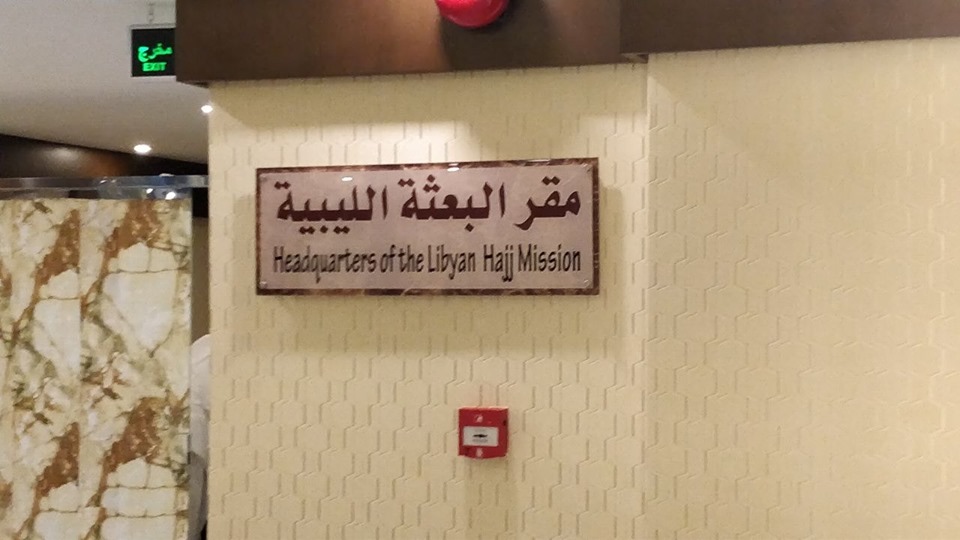 مخرج
EXIT
مقر البعثة الليبية
Headquarters of the Libyan Hajj Mission